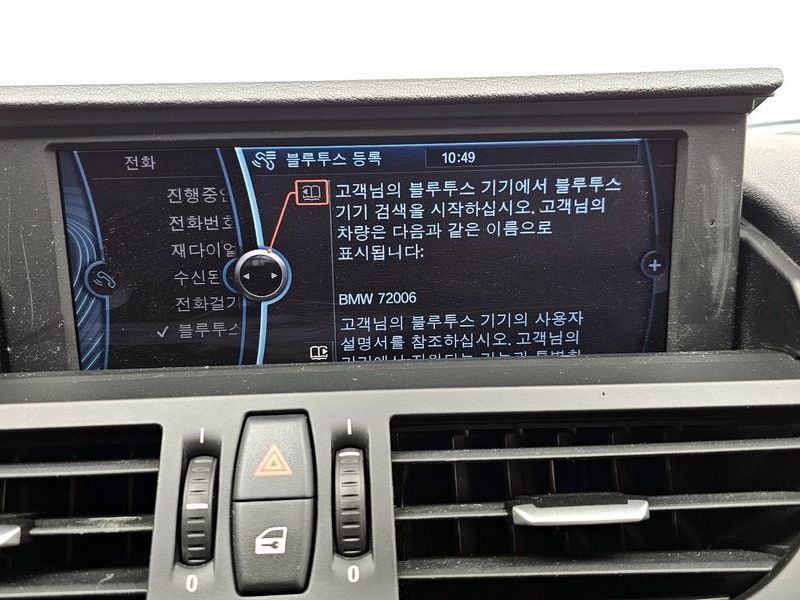 전화
블루투스 등록
10:49
진행중인
전화번호
재다이얼
수신된
전화걸기
블루투스
고객님의 블루투스 기기에서 블루투스
기기 검색을 시작하십시오. 고객님의
차량은 다음과 같은 이름으로
표시됩니다:
BMW 72006
고객님의 블루투스 기기의 사용자
설명서를 참조하십시오. 고객님의
I
I
0
0